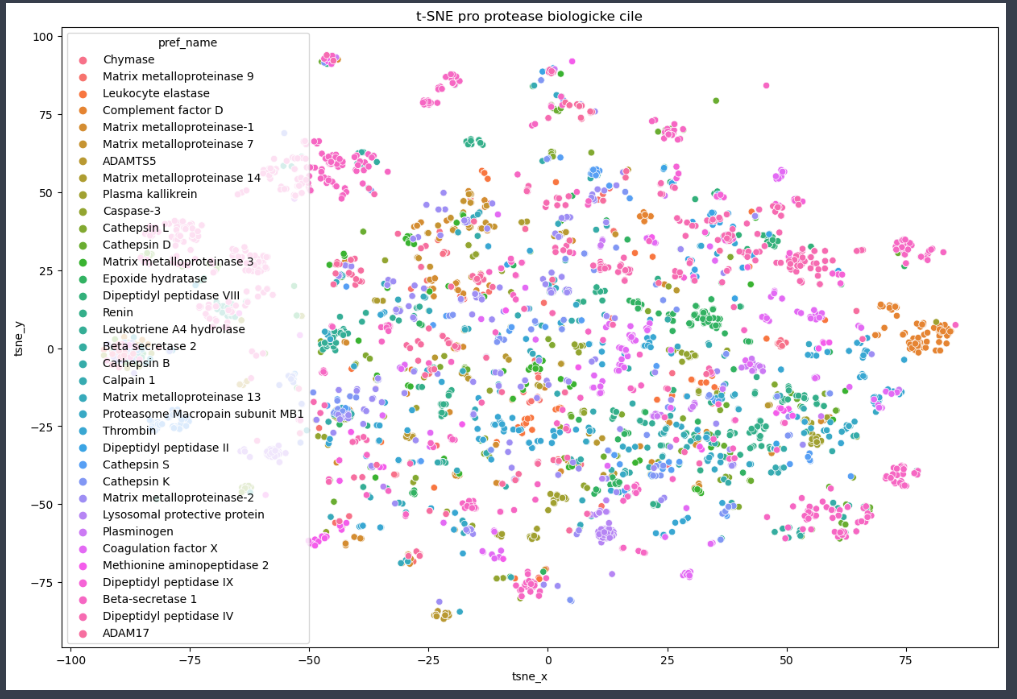 t-SNE pro protease biologicke cile
100
75
50
25
0
−25
−50
−75
tsne_y
pref_name
Chymase
Matrix metalloproteinase 9
Leukocyte elastase
Complement factor D
Matrix metalloproteinase-1
Matrix metalloproteinase 7
ADAMTS5
Matrix metalloproteinase 14
Plasma kallikrein
Caspase-3
Cathepsin L
Cathepsin D
Matrix metalloproteinase 3
Epoxide hydratase
Dipeptidyl peptidase VIII
Renin
Leukotriene A4 hydrolase
Beta secretase 2
Cathepsin B
Calpain 1
Matrix metalloproteinase 13
Proteasome Macropain subunit MB1
Thrombin
Dipeptidyl peptidase II
Cathepsin S
Cathepsin K
Matrix metalloproteinase-2
Lysosomal protective protein
Plasminogen
Coagulation factor X
Methionine aminopeptidase 2
Dipeptidyl peptidase IX
Beta-secretase 1
Dipeptidyl peptidase IV
ADAM17
−100
−75
−50
−25
0
25
50
75
tsne_x